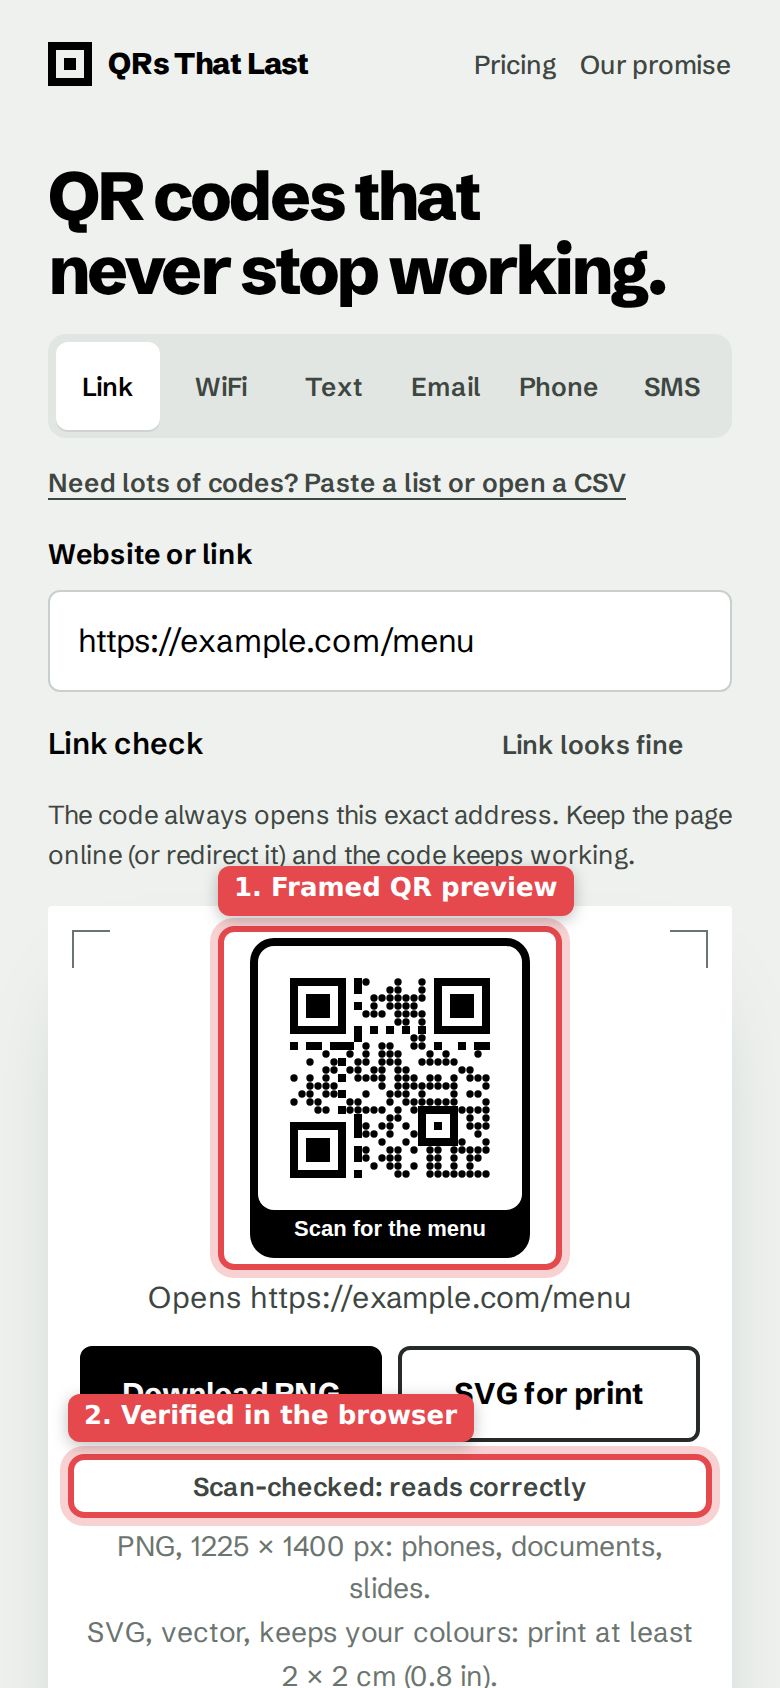 QRs That Last
Pricing
Our promise
QR codes that
never stop working.
Link
WiFi
Text
Email
Phone
SMS
Need lots of codes? Paste a list or open a CSV
Website or link
https://example.com/menu
Link check
Link looks fine
The code always opens this exact address. Keep the page
online (or redirect it) and the code keeps working.
1. Framed QR preview
Scan for the menu
Opens https://example.com/menu
Download PNG
SVG for print
2. Verified in the browser
Scan-checked: reads correctly
PNG, 1225 × 1400 px: phones, documents,
slides.
SVG, vector, keeps your colours: print at least
2 × 2 cm (0.8 in).